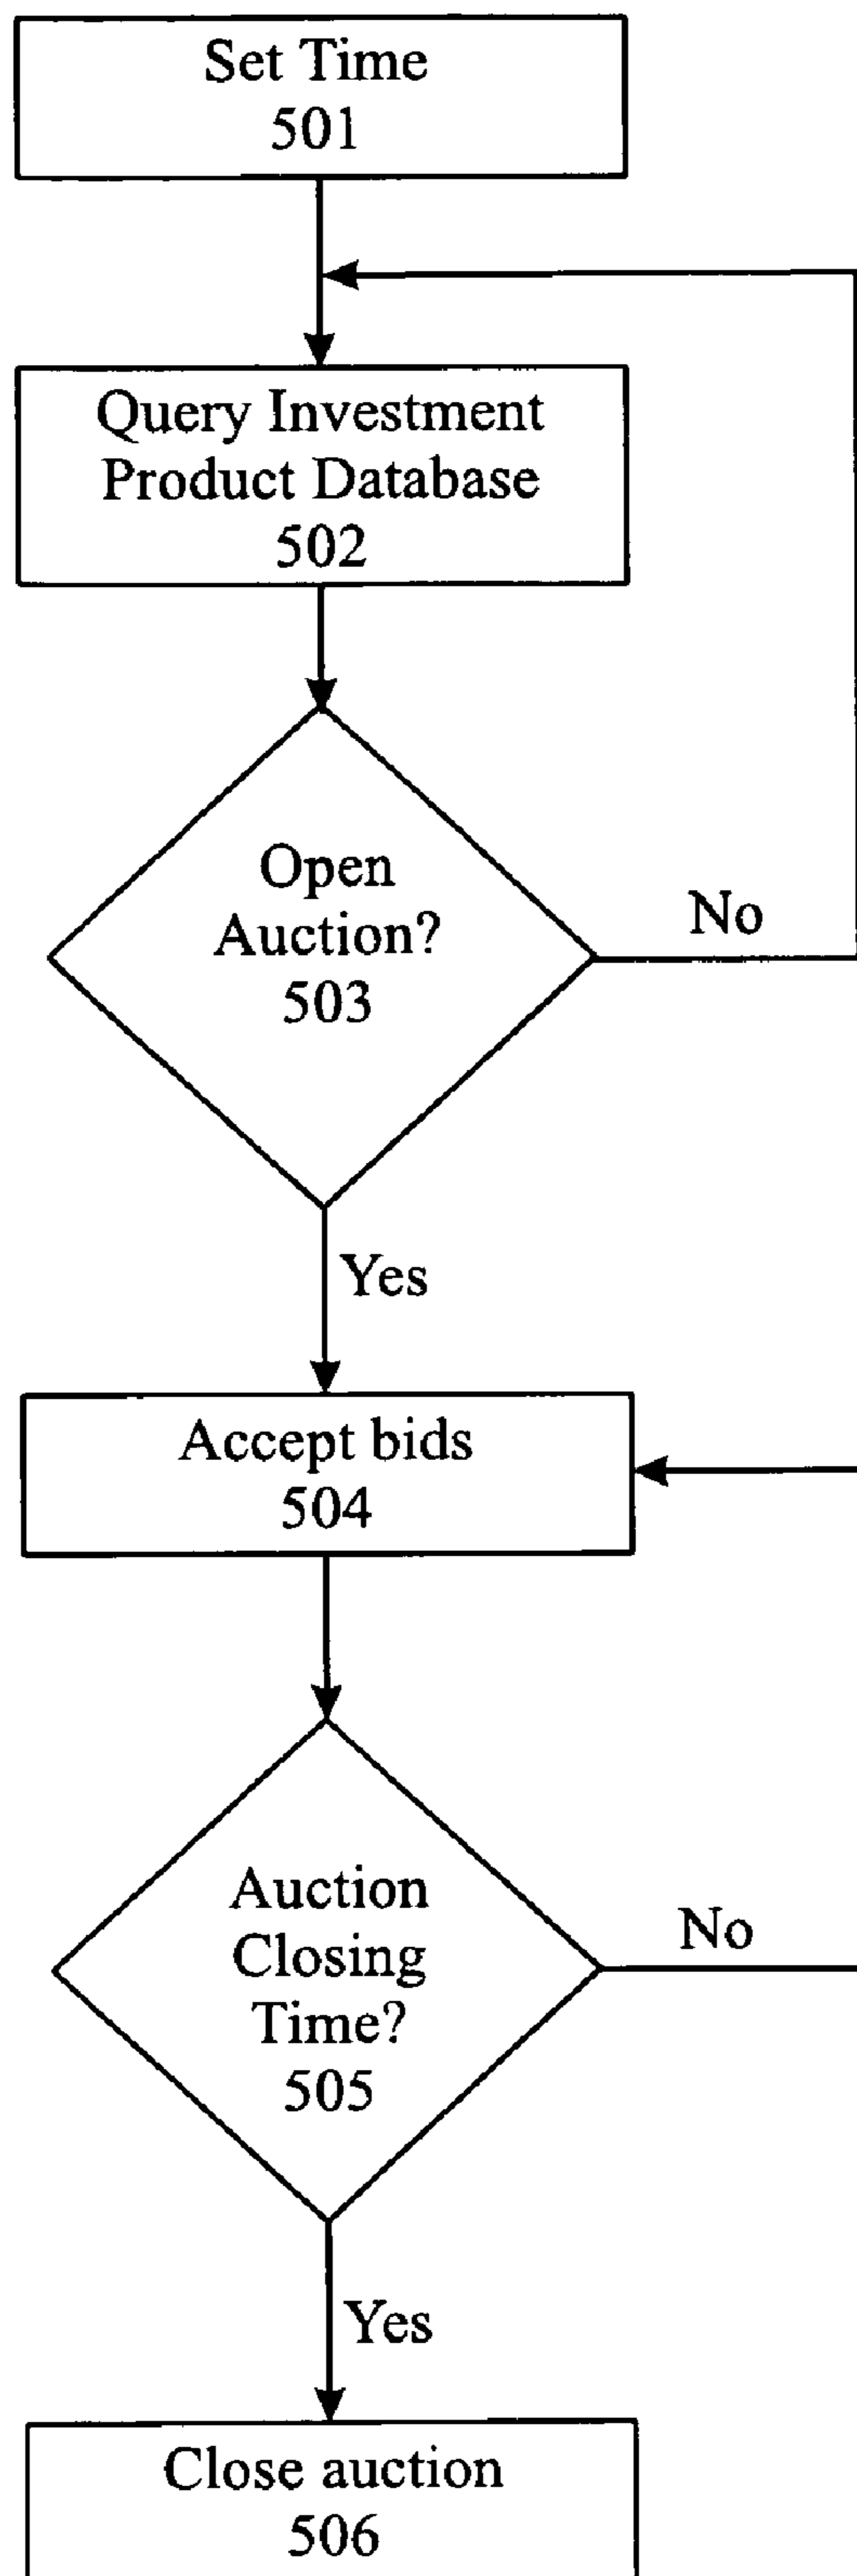 Set Time
501
Query Investment
Product Database
502
Open
Auction?
503
No
Yes
Accept bids
504
Auction
Closing
Time?
505
No
Yes
Close auction
506